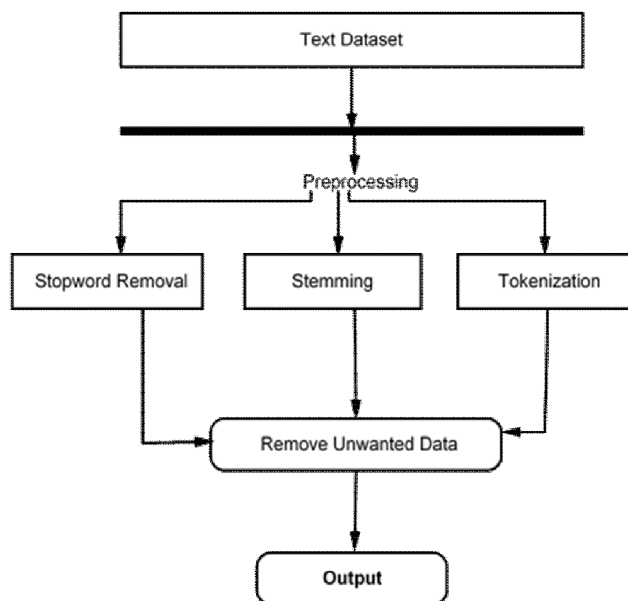 Text Dataset
Preprocessing
Stopword Removal
Stemming
Tokenization
Remove Unwanted Data
Output